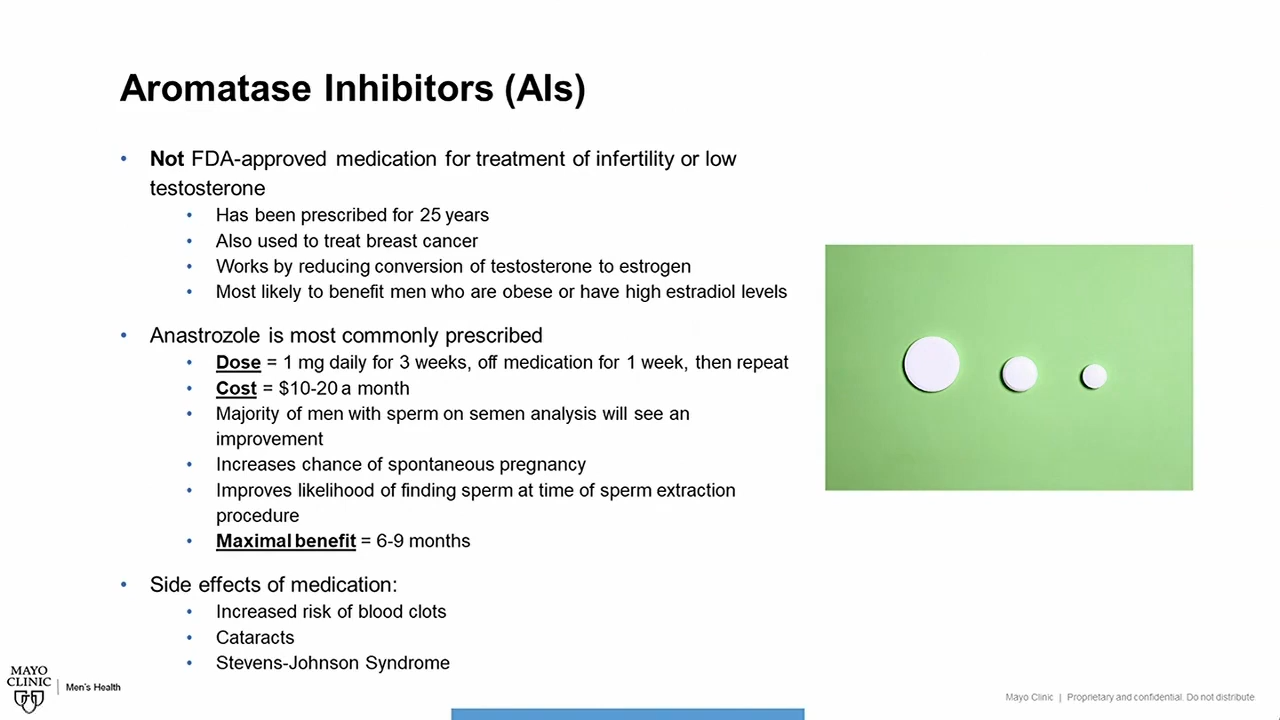 Aromatase Inhibitors (AIs)
• Not FDA-approved medication for treatment of infertility or low
testosterone
• Has been prescribed for 25 years
• Also used to treat breast cancer
• Works by reducing conversion of testosterone to estrogen
• Most likely to benefit men who are obese or have high estradiol levels
• Anastrozole is most commonly prescribed
• Dose = 1 mg daily for 3 weeks, off medication for 1 week, then repeat
• Cost = $10-20 a month
• Majority of men with sperm on semen analysis will see an
improvement
• Increases chance of spontaneous pregnancy
• Improves likelihood of finding sperm at time of sperm extraction
procedure
• Maximal benefit = 6-9 months
• Side effects of medication:
• Increased risk of blood clots
• Cataracts
• Stevens-Johnson Syndrome
MAYO
CLINIC
Men's Health
Mayo Clinic | Proprietary and confidential. Do not distribute